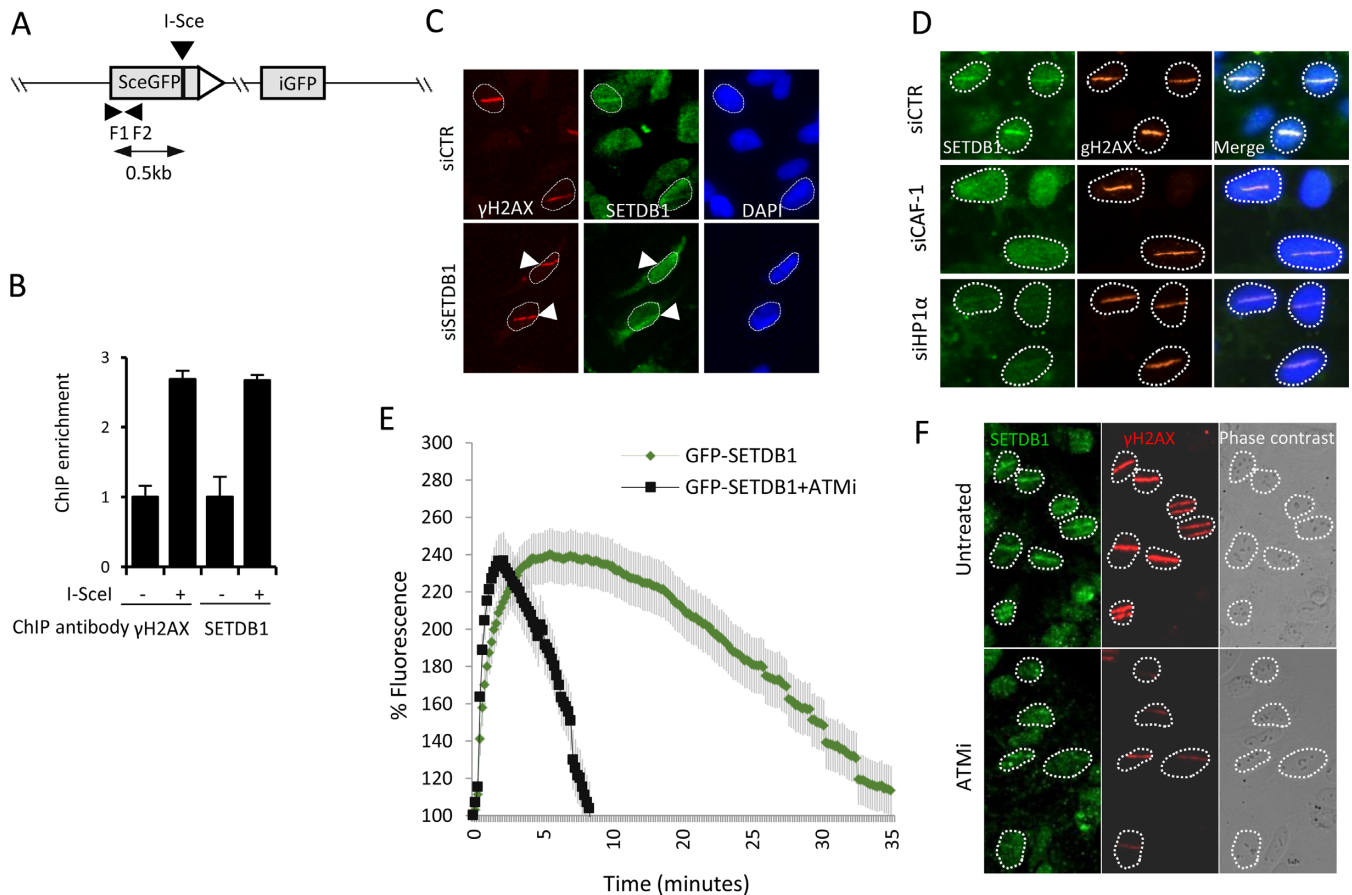 A
I-Sce
SceGFP
iGFP
F1 F2
0.5kb
B
ChIP enrichment
3
2
1
0
I-SceI - + - +
ChIP antibody γH2AX SETDB1
C
siCTR
γH2AX SETDB1 DAPI
siSETDB1
D
siCTR
SETDB1 gH2AX Merge
siCAF-1
siHP1α
E
% Fluorescence
300
280
260
240
220
200
180
160
140
120
100
GFP-SETDB1
GFP-SETDB1+ATMi
0 5 10 15 20 25 30 35
Time (minutes)
F
SETDB1 γH2AX Phase contrast
Untreated
ATMi